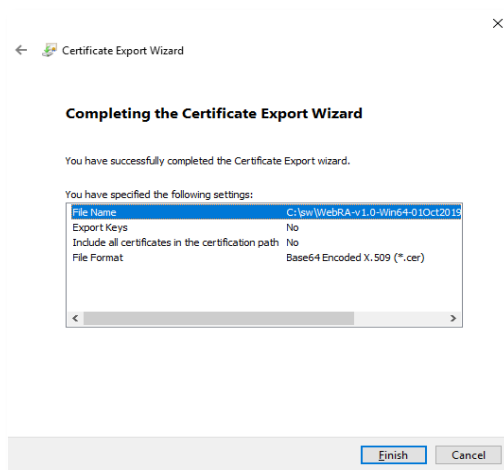 Certificate Export Wizard
Completing the Certificate Export Wizard
You have successfully completed the Certificate Export wizard.
You have specified the following settings:
File Name C:\sw\WebRA-v1.0-Win64-01Oct2019
Export Keys No
Include all certificates in the certification path No
File Format Base64 Encoded X.509 (*.cer)
Finish Cancel